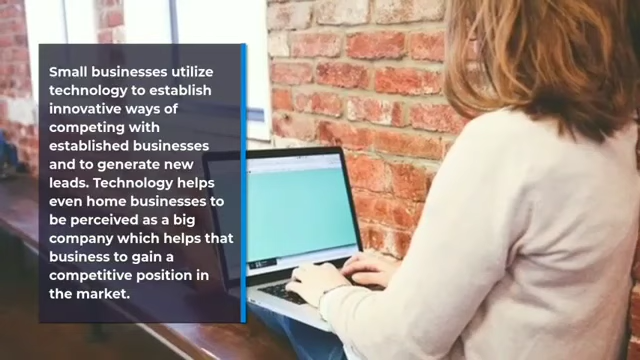 Small businesses utilize
technology to establish
innovative ways of
competing with
established businesses
and to generate new
leads. Technology helps
even home businesses to
be perceived as a big
company which helps that
business to gain a
competitive position in
the market.